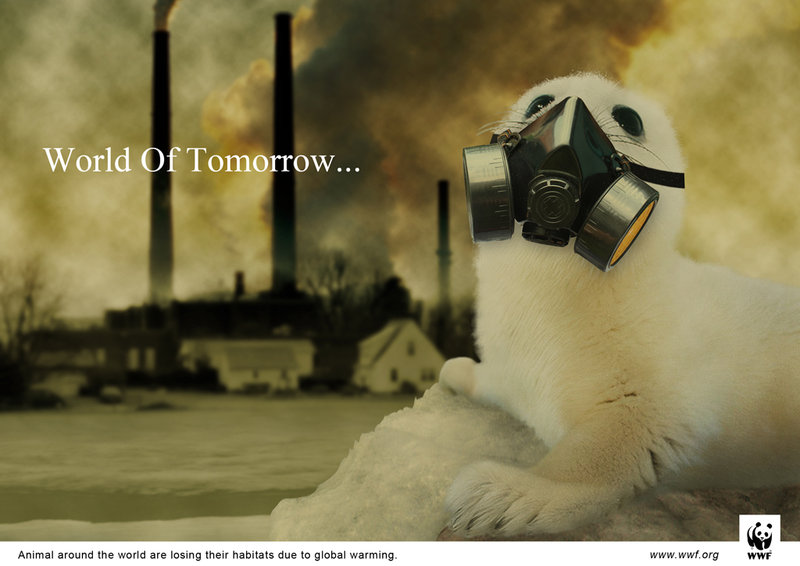 World Of Tomorrow...
Animal around the world are losing their habitats due to global warming.
www.wwf.org
WWF